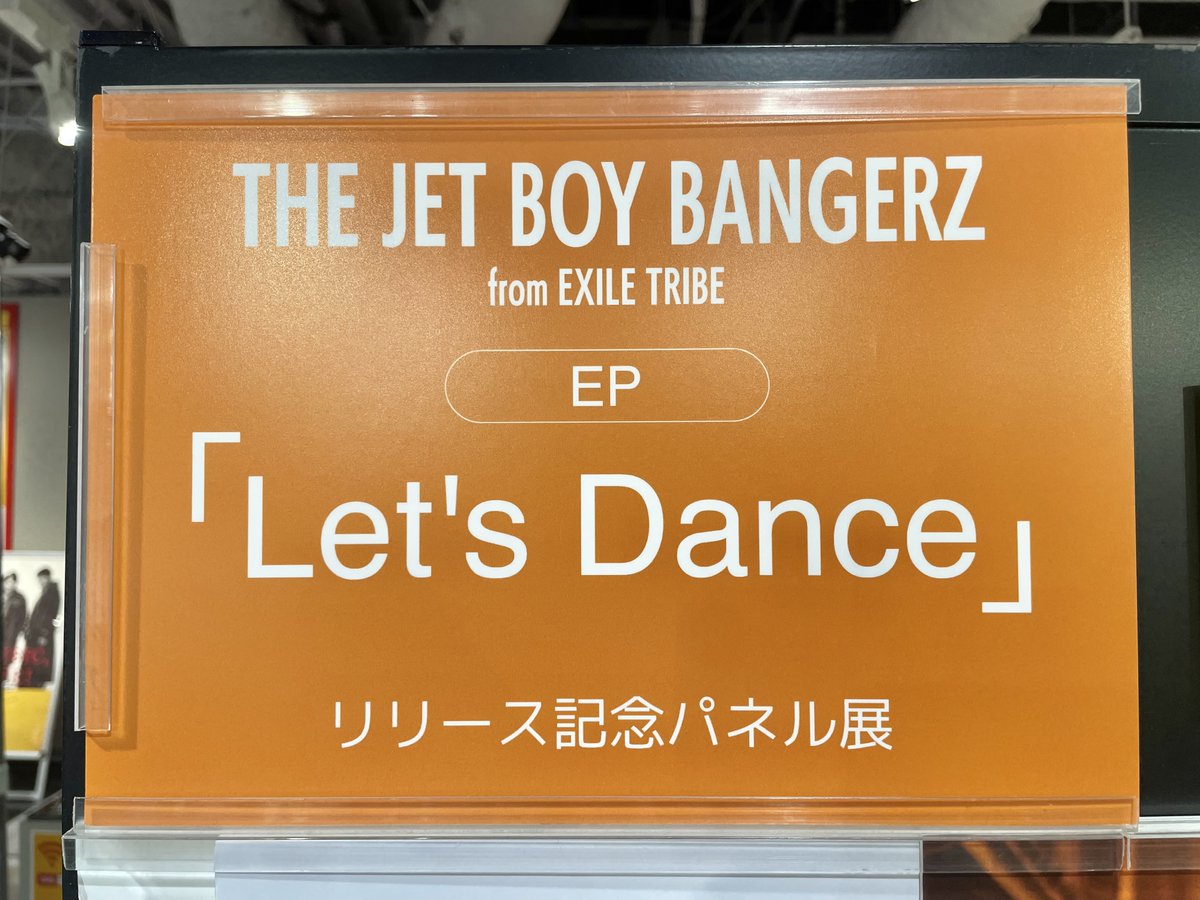 THE JET BOY BANGERZ
from EXILE TRIBE
EP
「Let's Dance」
リリース記念パネル展